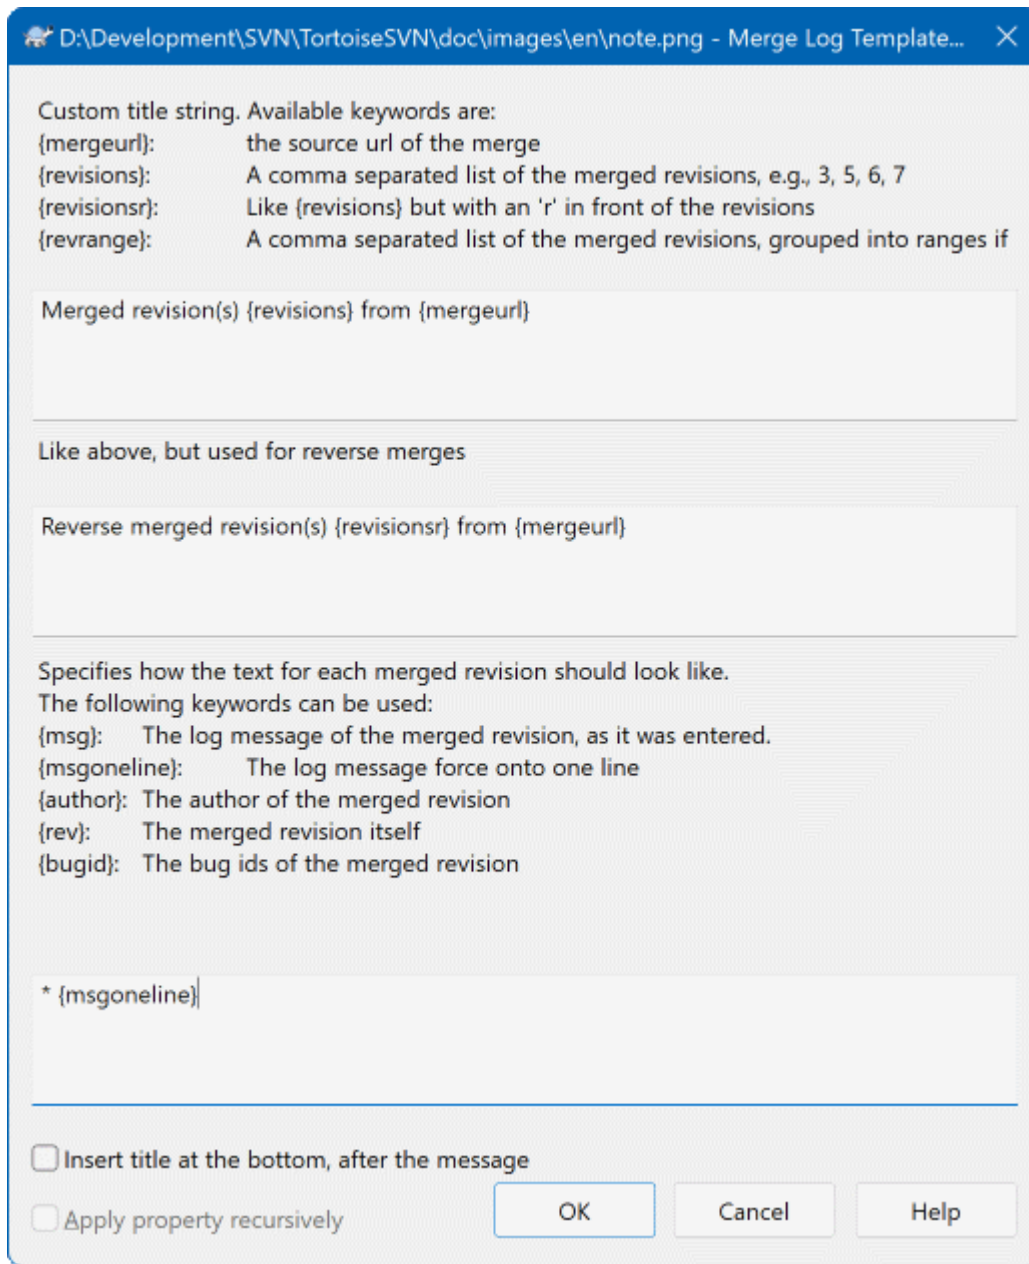 D:\Development\SVN\TortoiseSVN\doc\images\en\note.png - Merge Log Template...
Custom title string. Available keywords are:
{mergeurl}: the source url of the merge
{revisions}: A comma separated list of the merged revisions, e.g., 3, 5, 6, 7
{revisionsr}: Like {revisions} but with an 'r' in front of the revisions
{revrange}: A comma separated list of the merged revisions, grouped into ranges if
Merged revision(s) {revisions} from {mergeurl}
Like above, but used for reverse merges
Reverse merged revision(s) {revisionsr} from {mergeurl}
Specifies how the text for each merged revision should look like.
The following keywords can be used:
{msg}: The log message of the merged revision, as it was entered.
{msgoneline}: The log message force onto one line
{author}: The author of the merged revision
{rev}: The merged revision itself
{bugid}: The bug ids of the merged revision
* {msgoneline}
Insert title at the bottom, after the message
Apply property recursively
OK Cancel Help